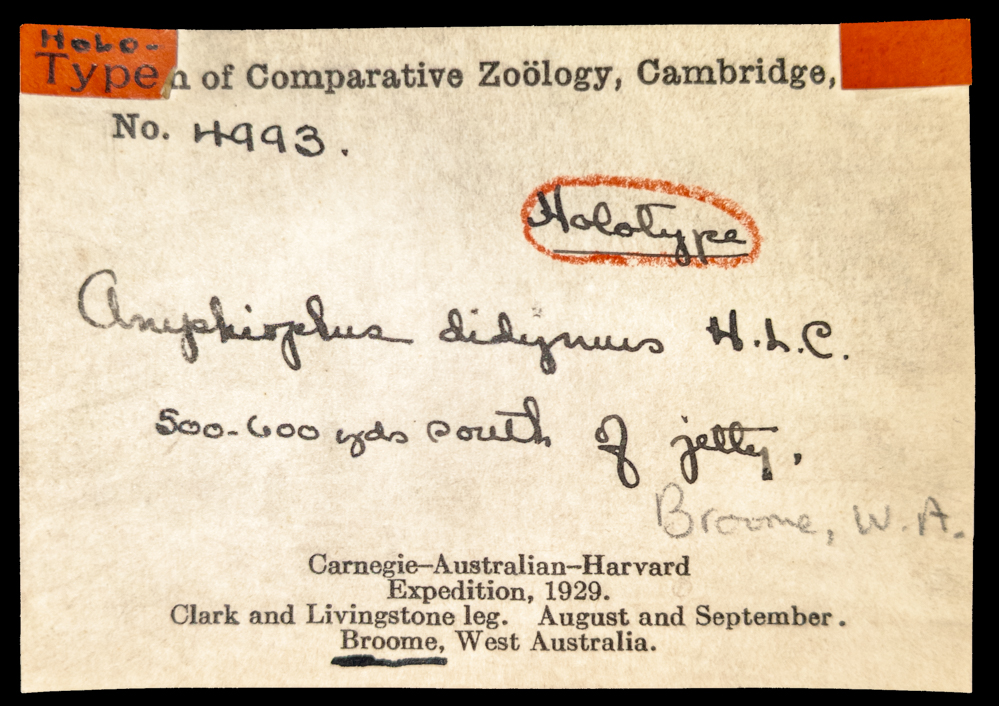 Holo-
Type n of Comparative Zoölogy, Cambridge,
No. 4993.
Holotype
Amphiophus didymus H.L.C.
500-600 yds south of jetty,
Broome, W.A.
Carnegie–Australian–Harvard
Expedition, 1929.
Clark and Livingstone leg. August and September.
Broome, West Australia.